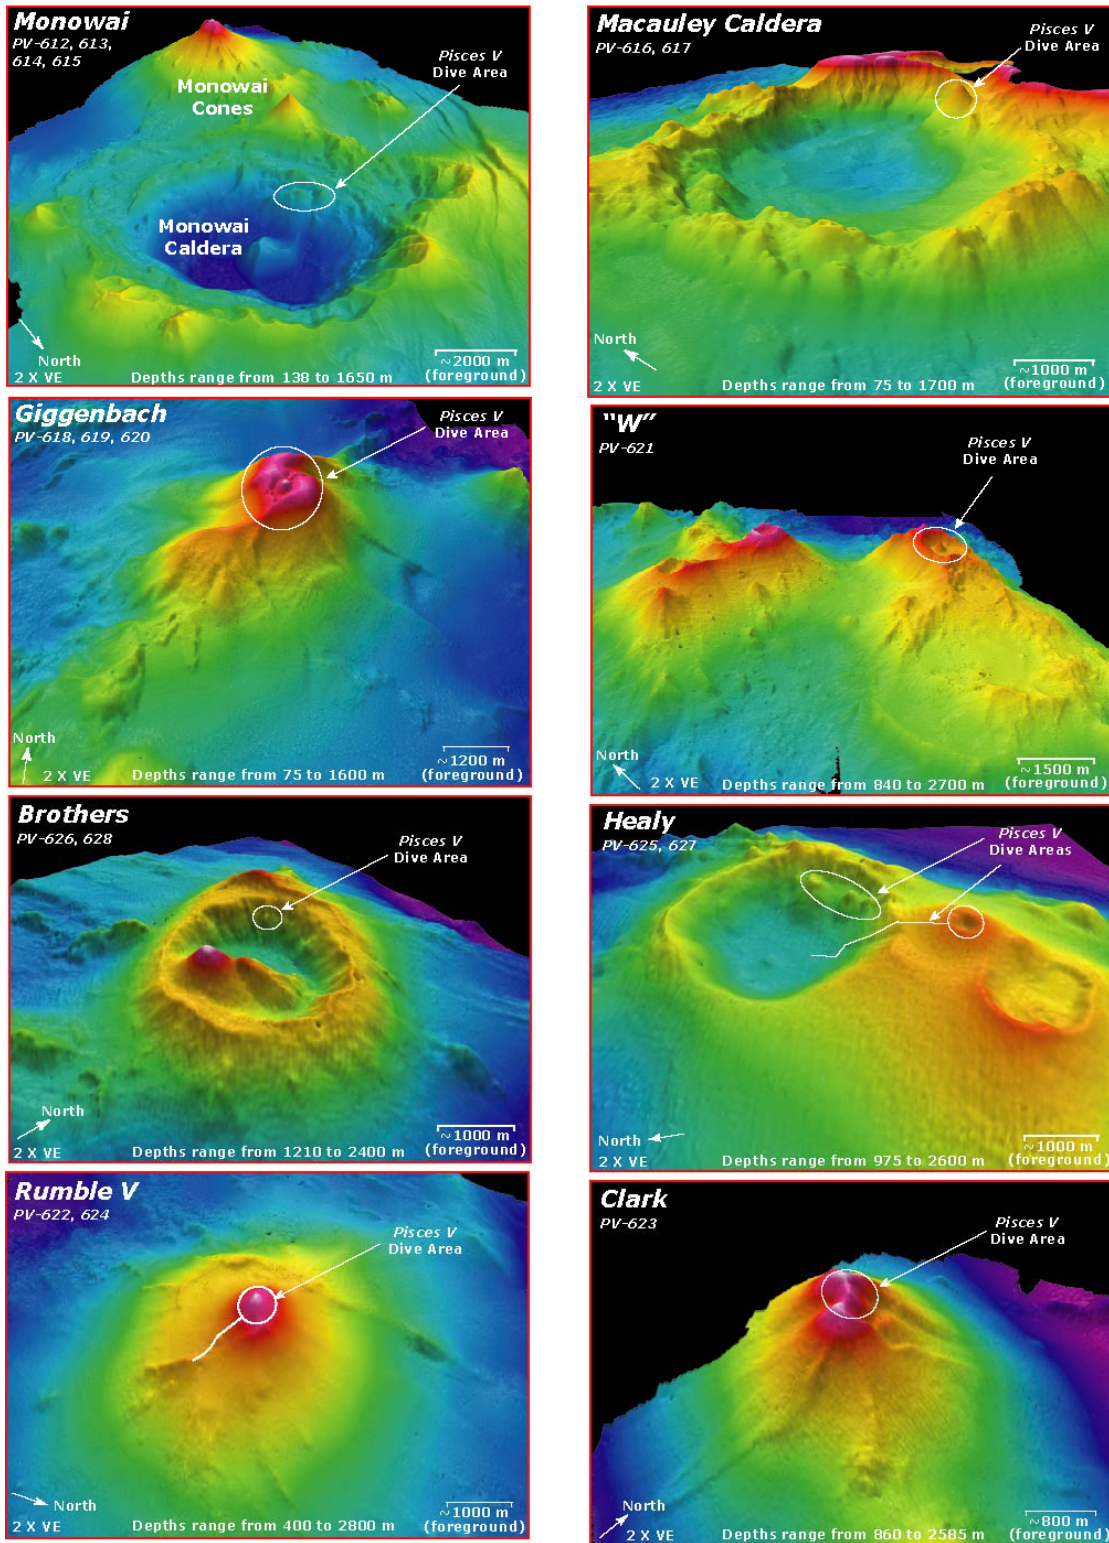 Monowai
PV-612, 613,
614, 615
Pisces V
Dive Area
Monowai
Cones
Monowai
Caldera
North
2 X VE
Depths range from 138 to 1650 m
~2000 m
(foreground)
Macauley Caldera
PV-616, 617
Pisces V
Dive Area
North
2 X VE
Depths range from 75 to 1700 m
~1000 m
(foreground)
Giggenbach
PV-618, 619, 620
Pisces V
Dive Area
North
2 X VE
Depths range from 75 to 1600 m
~1200 m
(foreground)
"W"
PV-621
Pisces V
Dive Area
North
2 X VE
Depths range from 840 to 2700 m
~1500 m
(foreground)
Brothers
PV-626, 628
Pisces V
Dive Area
North
2 X VE
Depths range from 1210 to 2400 m
~1000 m
(foreground)
Healy
PV-625, 627
Pisces V
Dive Areas
North
2 X VE
Depths range from 975 to 2600 m
~1000 m
(foreground)
Rumble V
PV-622, 624
Pisces V
Dive Area
North
2 X VE
Depths range from 400 to 2800 m
~1000 m
(foreground)
Clark
PV-623
Pisces V
Dive Area
North
2 X VE
Depths range from 860 to 2585 m
~800 m
(foreground)